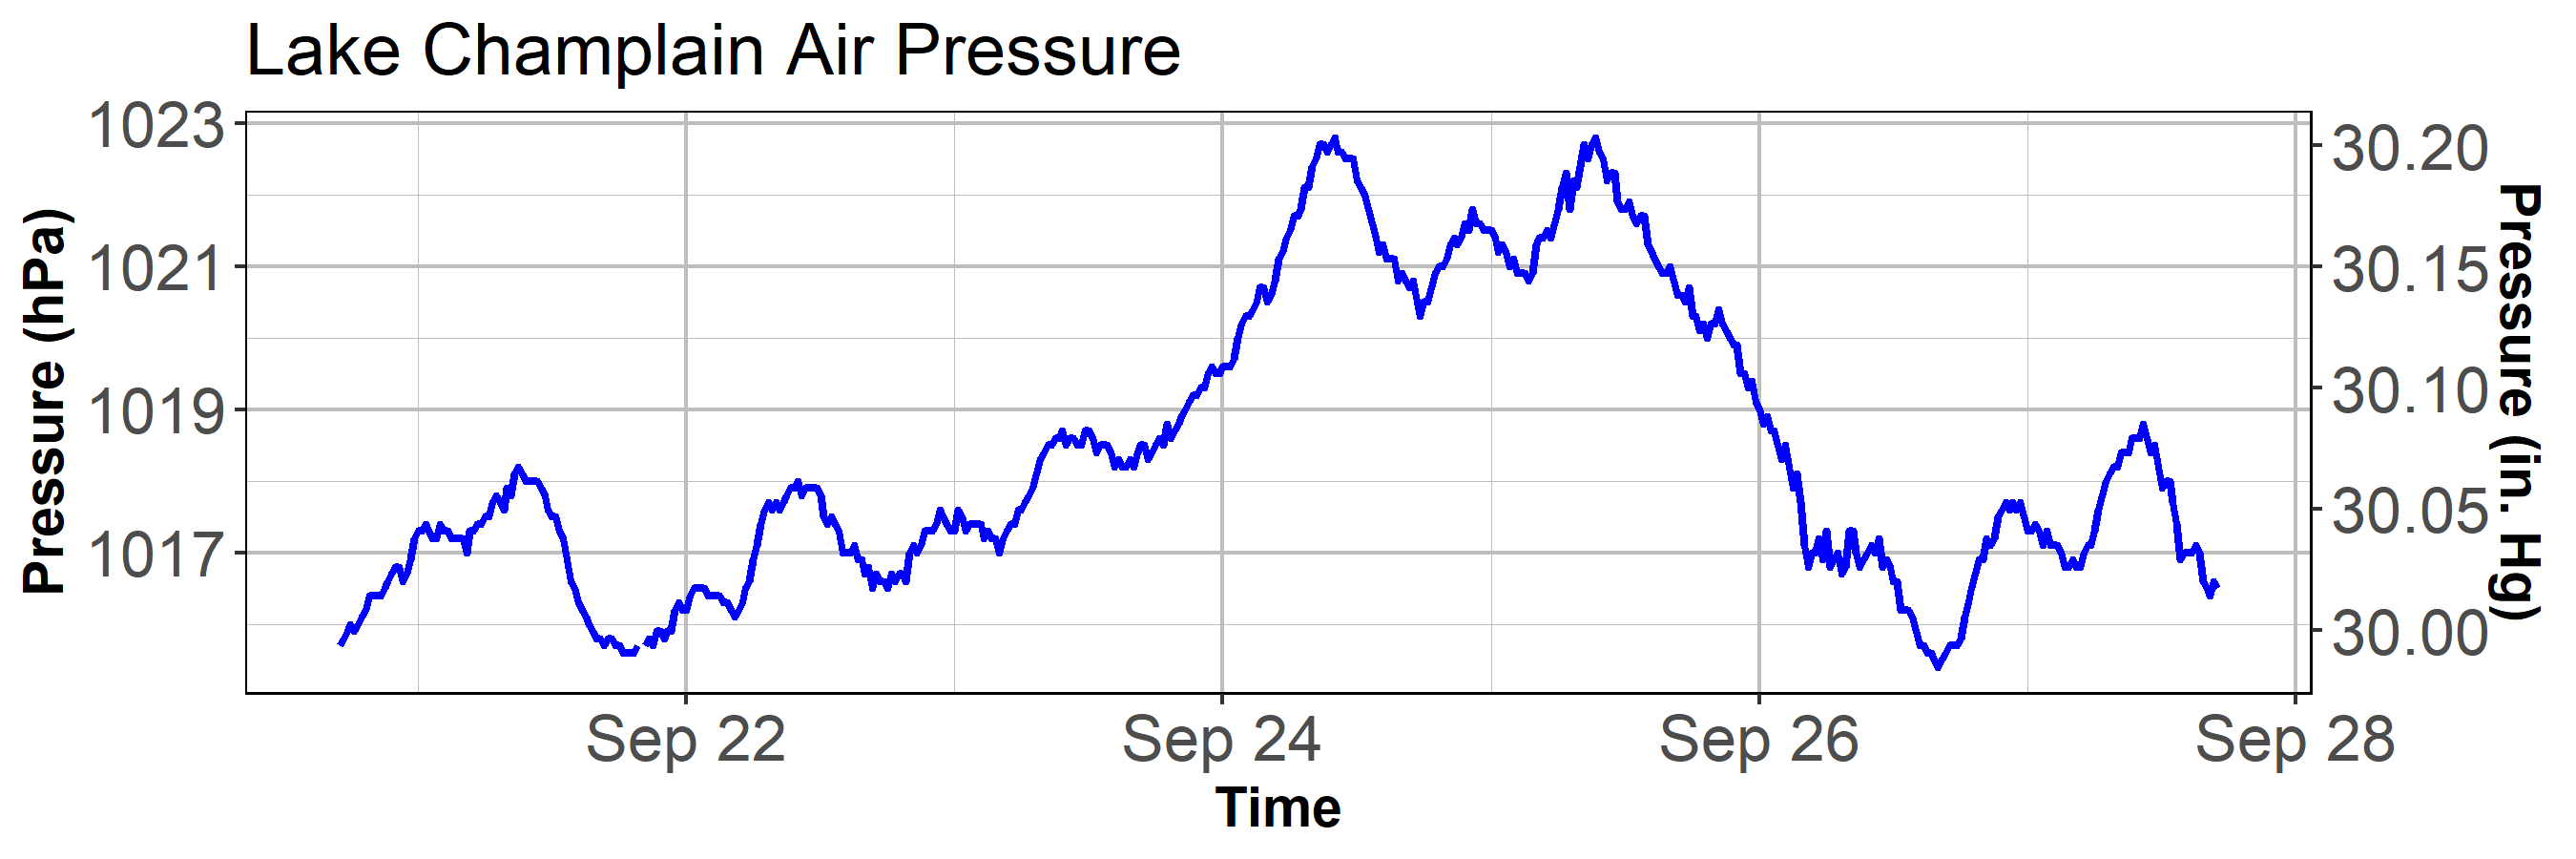 Lake Champlain Air Pressure
Pressure (hPa)
1023
1021
1019
1017
30.20
30.15
30.10
30.05
30.00
Pressure (in. Hg)
Sep 22
Sep 24
Sep 26
Sep 28
Time